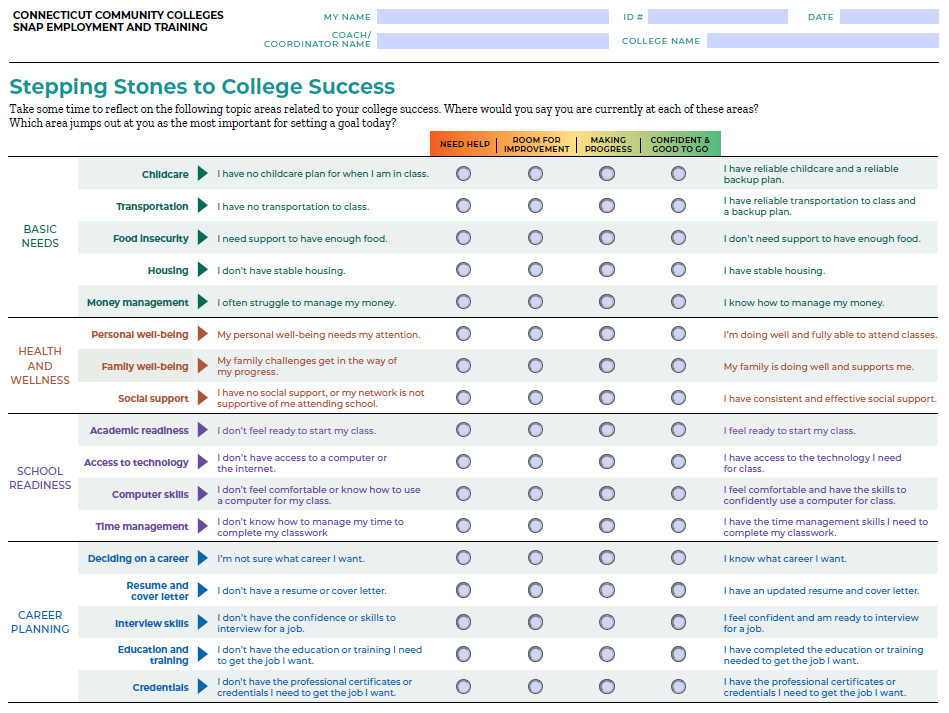 CONNECTICUT COMMUNITY COLLEGES
SNAP EMPLOYMENT AND TRAINING
MY NAME
ID #
DATE
COACH/
COORDINATOR NAME
COLLEGE NAME
Stepping Stones to College Success
Take some time to reflect on the following topic areas related to your college success. Where would you say you are currently at each of these areas?
Which area jumps out at you as the most important for setting a goal today?
NEED HELP
ROOM FOR
IMPROVEMENT
MAKING
PROGRESS
CONFIDENT &
GOOD TO GO
BASIC
NEEDS
Childcare
I have no childcare plan for when I am in class.
I have reliable childcare and a reliable
backup plan.
Transportation
I have no transportation to class.
I have reliable transportation to class and
a backup plan.
Food insecurity
I need support to have enough food.
I don't need support to have enough food.
Housing
I don't have stable housing.
I have stable housing.
Money management
I often struggle to manage my money.
I know how to manage my money.
HEALTH
AND
WELLNESS
Personal well-being
My personal well-being needs my attention.
I'm doing well and fully able to attend classes.
Family well-being
My family challenges get in the way of
my progress.
My family is doing well and supports me.
Social support
I have no social support, or my network is not
supportive of me attending school.
I have consistent and effective social support.
SCHOOL
READINESS
Academic readiness
I don't feel ready to start my class.
I feel ready to start my class.
Access to technology
I don't have access to a computer or
the internet.
I have access to the technology I need
for class.
Computer skills
I don't feel comfortable or know how to use
a computer for my class.
I feel comfortable and have the skills to
confidently use a computer for class.
Time management
I don't know how to manage my time to
complete my classwork
I have the time management skills I need to
complete my classwork.
CAREER
PLANNING
Deciding on a career
I'm not sure what career I want.
I know what career I want.
Resume and
cover letter
I don't have a resume or cover letter.
I have an updated resume and cover letter.
Interview skills
I don't have the confidence or skills to
interview for a job.
I feel confident and am ready to interview
for a job.
Education and
training
I don't have the education or training I need
to get the job I want.
I have completed the education or training
needed to get the job I want.
Credentials
I don't have the professional certificates or
credentials I need to get the job I want.
I have the professional certificates or
credentials I need to get the job I want.